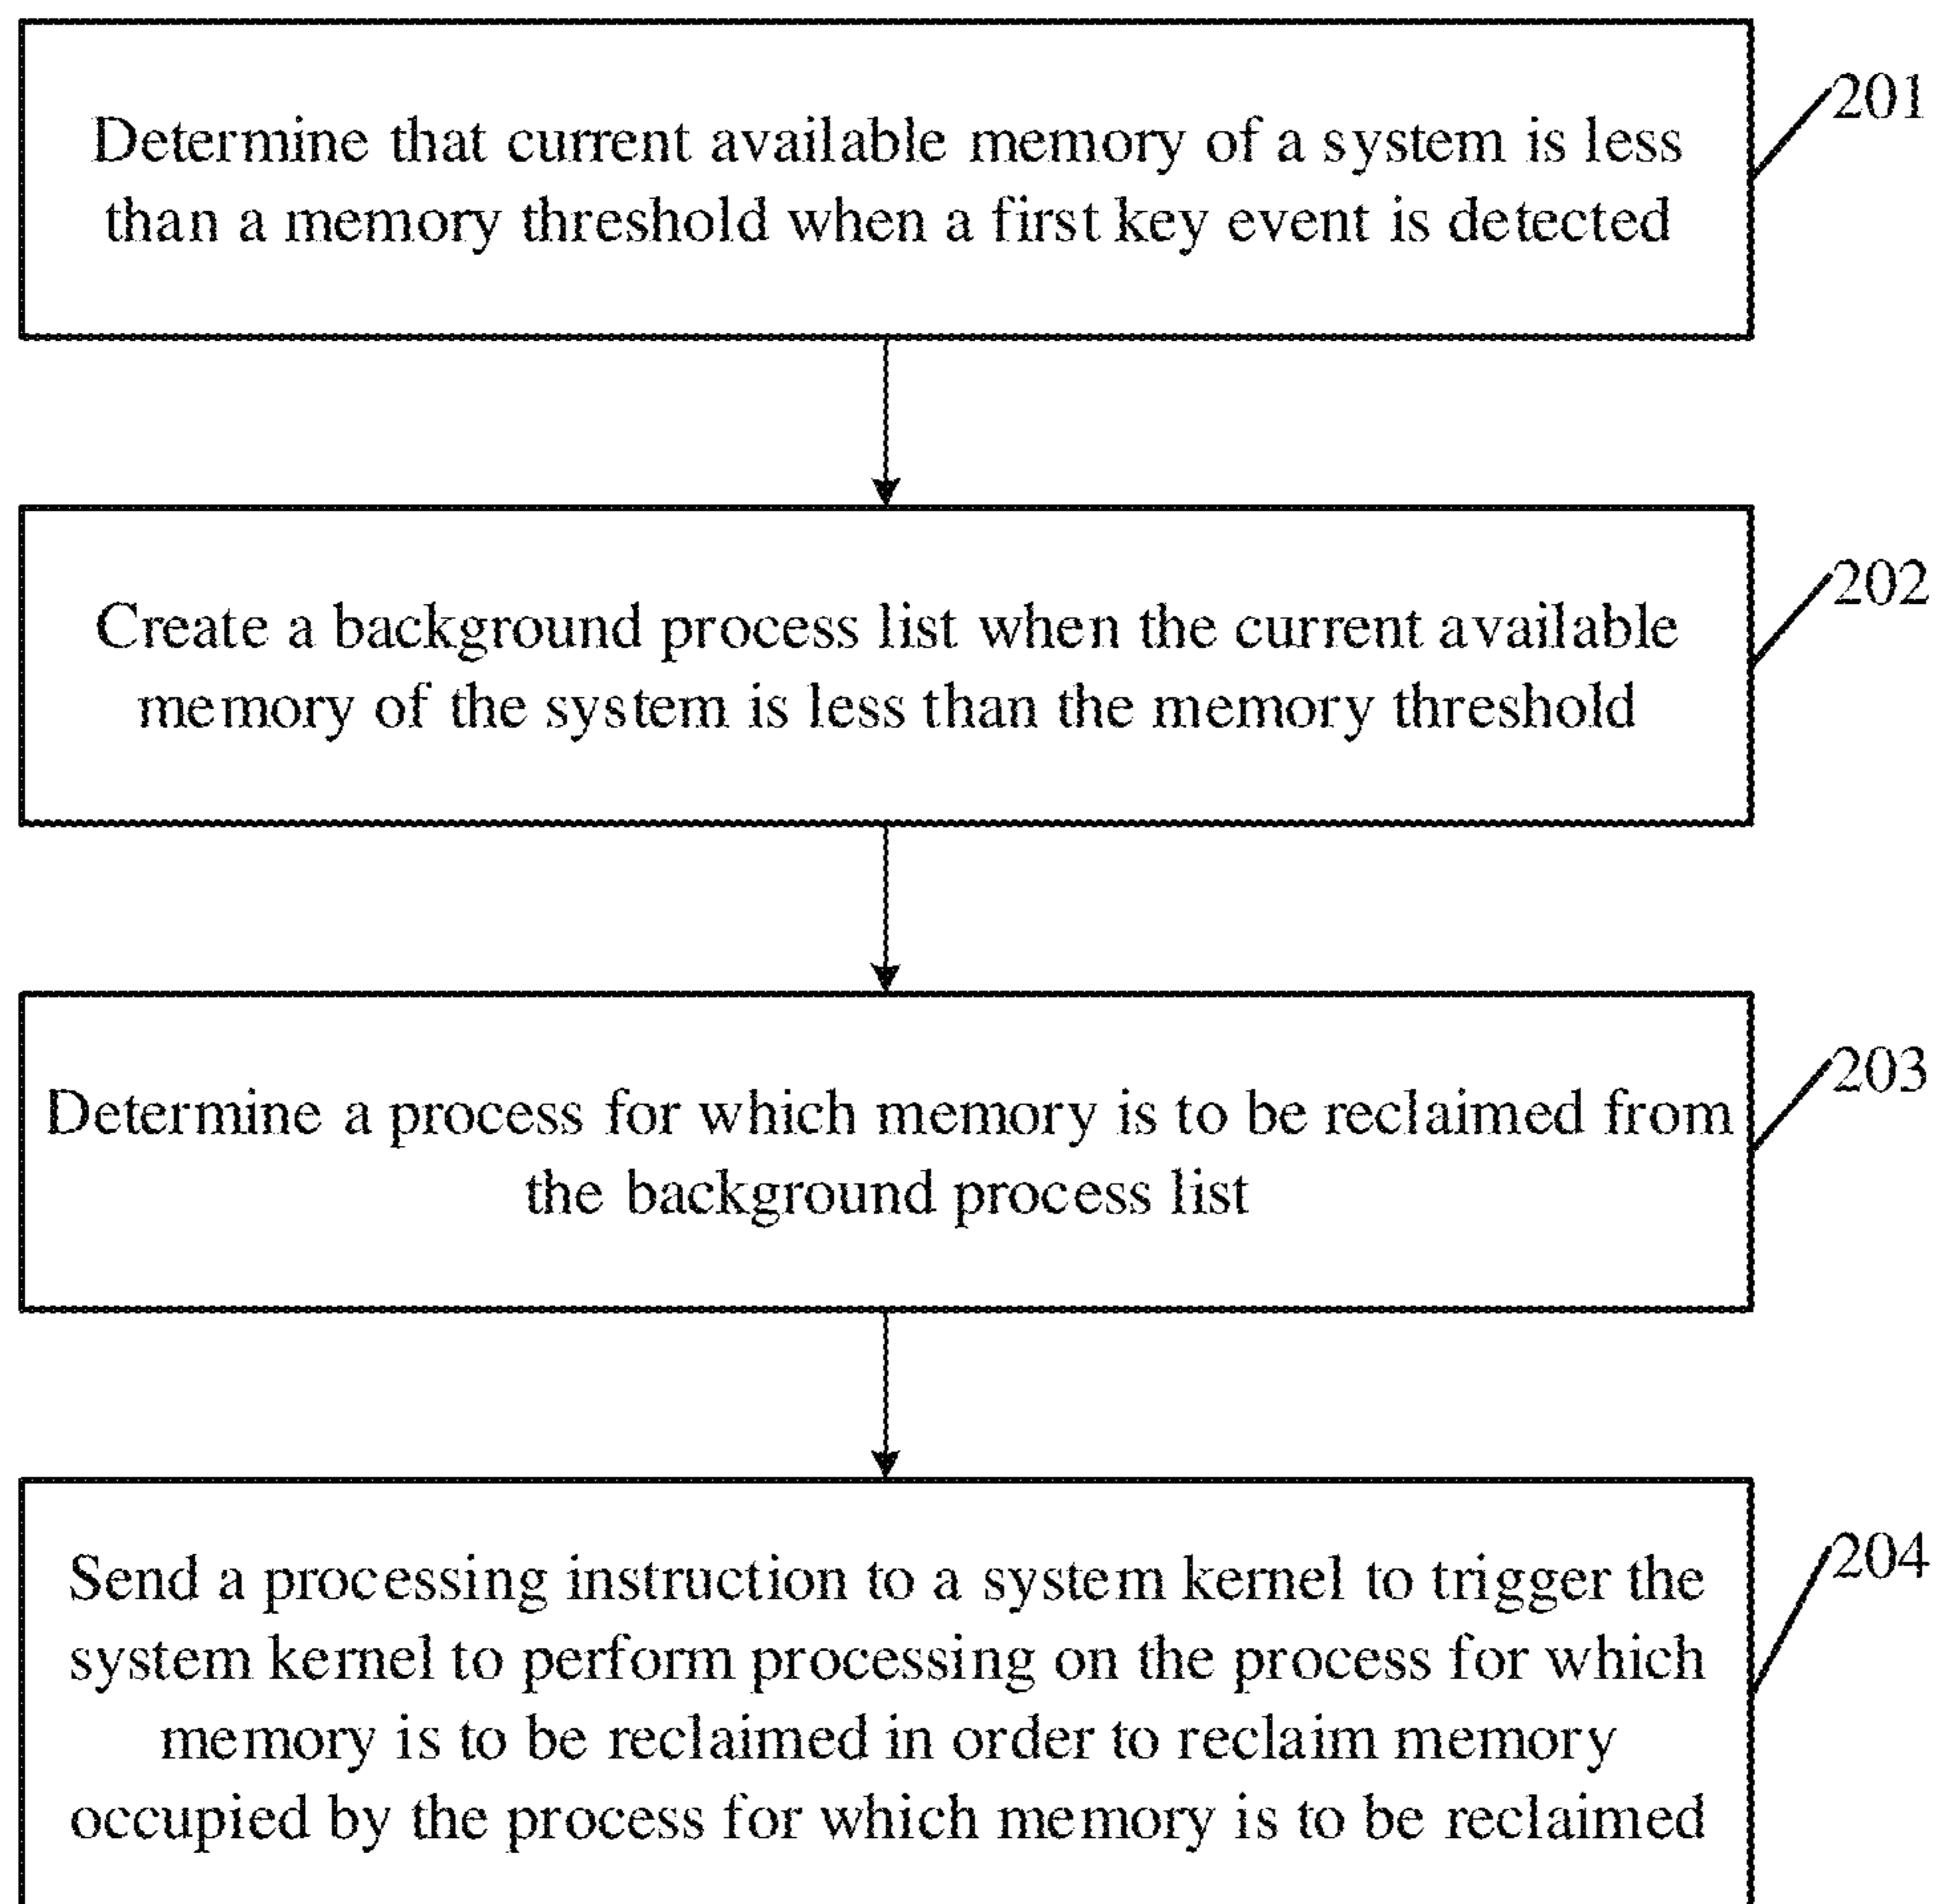 Determine that current available memory of a system is less
than a memory threshold when a first key event is detected
201
Create a background process list when the current available
memory of the system is less than the memory threshold
202
Determine a process for which memory is to be reclaimed from
the background process list
203
Send a processing instruction to a system kernel to trigger the
system kernel to perform processing on the process for which
memory is to be reclaimed in order to reclaim memory
occupied by the process for which memory is to be reclaimed
204